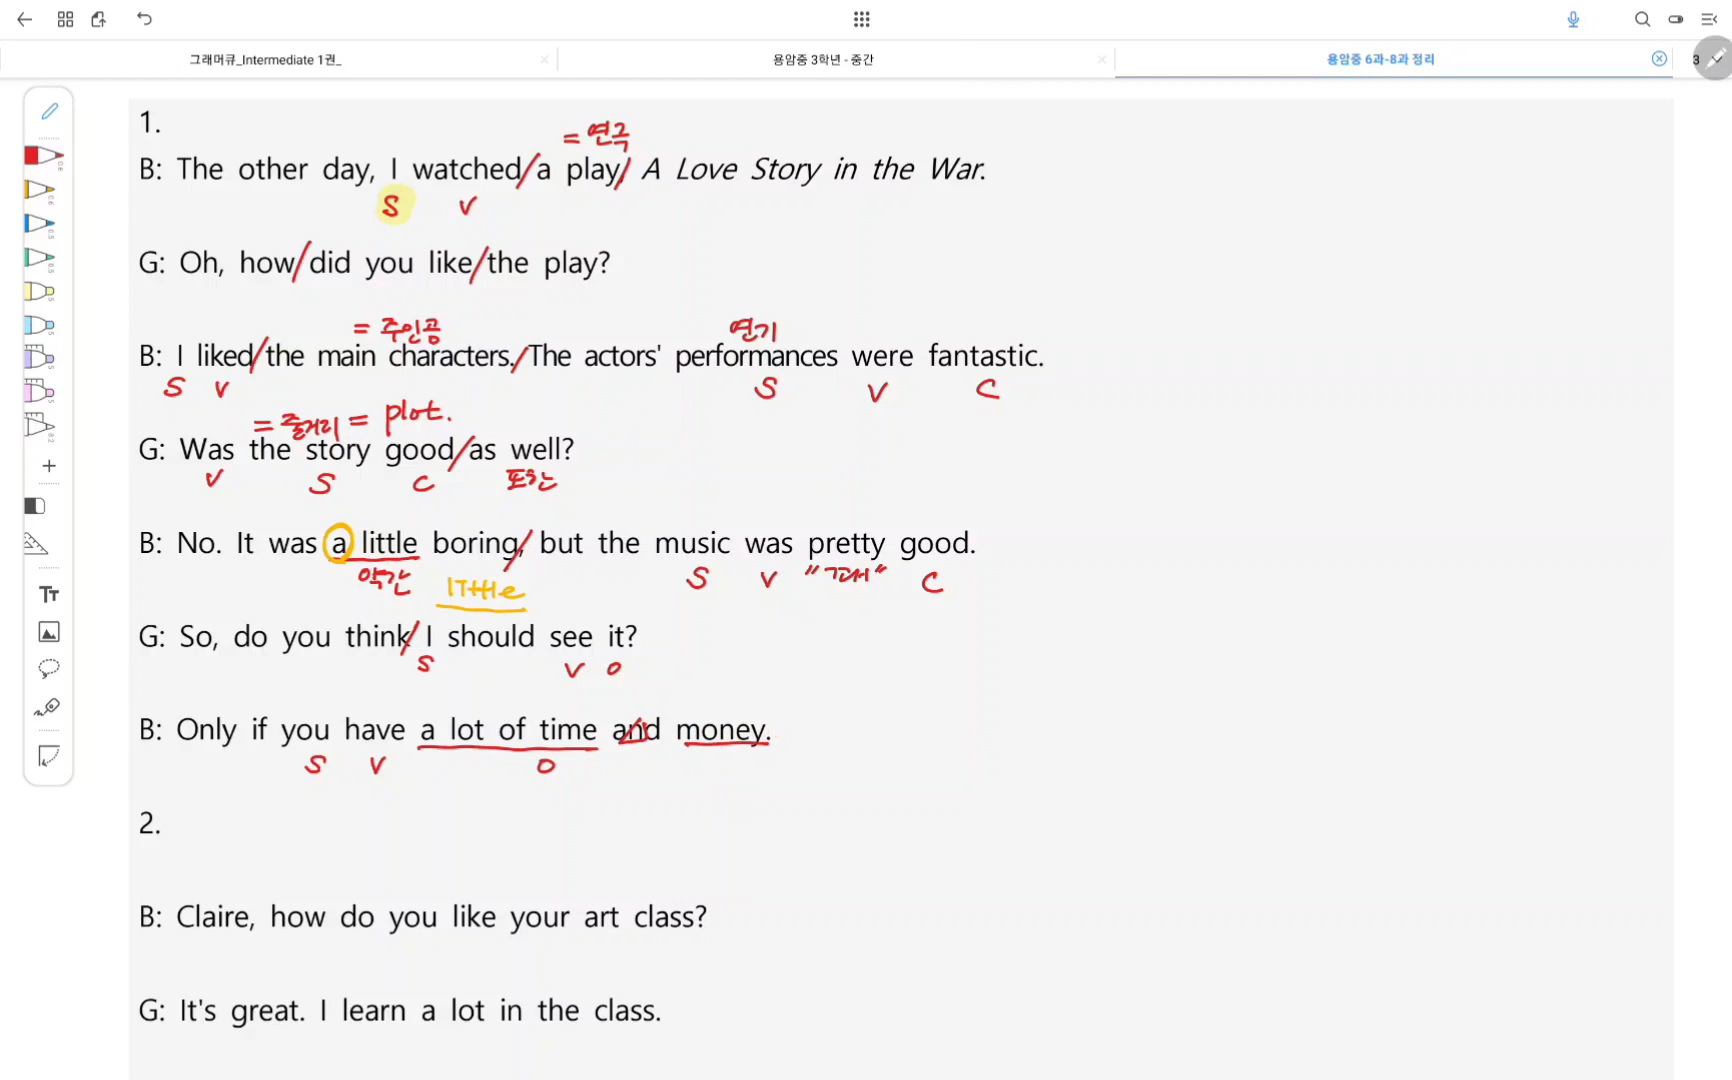 그래머큐_Intermediate 1권_
용암중 3학년 - 중간
용암중 6과-8과 정리
3
1.
= 연극
B: The other day, I watched/a play/ A Love Story in the War.
S V
G: Oh, how/did you like/the play?
= 주인공 연기
B: I liked/the main characters./The actors' performances were fantastic.
S V S V C
= 줄거리 = plot.
G: Was the story good/as well?
V S C 또한
B: No. It was a little boring,/ but the music was pretty good.
약간 little S V "꽤" C
G: So, do you think/I should see it?
S V O
B: Only if you have a lot of time and money.
S V O
2.
B: Claire, how do you like your art class?
G: It's great. I learn a lot in the class.